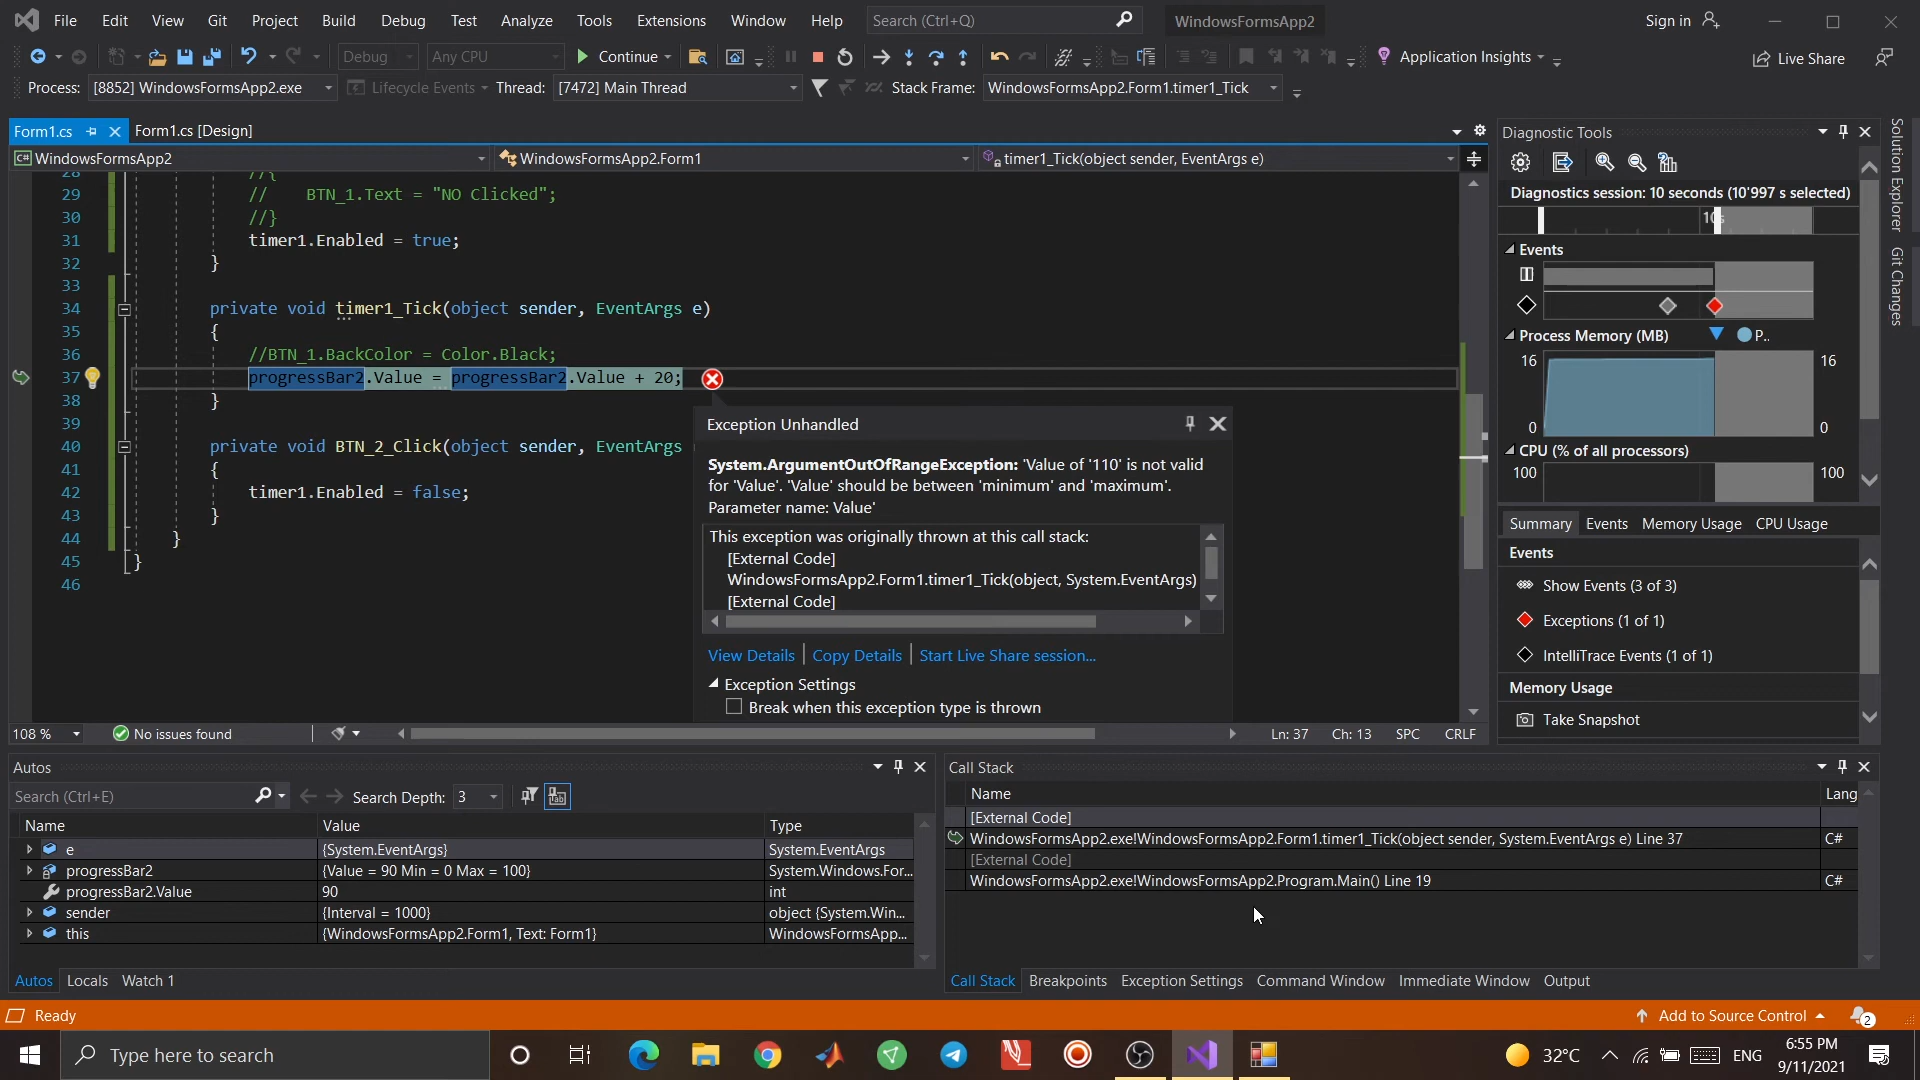 File Edit View Git Project Build Debug Test Analyze Tools Extensions Window Help Search (Ctrl+Q) WindowsFormsApp2 Sign in
Debug Any CPU Continue Application Insights Live Share
Process: [8852] WindowsFormsApp2.exe Lifecycle Events Thread: [7472] Main Thread Stack Frame: WindowsFormsApp2.Form1.timer1_Tick
Form1.cs Form1.cs [Design]
C# WindowsFormsApp2 WindowsFormsApp2.Form1 timer1_Tick(object sender, EventArgs e)
28 //{
29 // BTN_1.Text = "NO Clicked";
30 //}
31 timer1.Enabled = true;
32 }
33
34 private void timer1_Tick(object sender, EventArgs e)
35 {
36 //BTN_1.BackColor = Color.Black;
37 progressBar2.Value = progressBar2.Value + 20;
38 }
39
40 private void BTN_2_Click(object sender, EventArgs
41 {
42 timer1.Enabled = false;
43 }
44 }
45 }
46
Exception Unhandled
System.ArgumentOutOfRangeException: 'Value of '110' is not valid
for 'Value'. 'Value' should be between 'minimum' and 'maximum'.
Parameter name: Value'
This exception was originally thrown at this call stack:
[External Code]
WindowsFormsApp2.Form1.timer1_Tick(object, System.EventArgs)
[External Code]
View Details Copy Details Start Live Share session...
Exception Settings
Break when this exception type is thrown
108 % No issues found Ln: 37 Ch: 13 SPC CRLF
Diagnostic Tools
Diagnostics session: 10 seconds (10'997 s selected)
10s
Events
Process Memory (MB) P..
16 16
0 0
CPU (% of all processors)
100 100
Summary Events Memory Usage CPU Usage
Events
Show Events (3 of 3)
Exceptions (1 of 1)
IntelliTrace Events (1 of 1)
Memory Usage
Take Snapshot
Solution Explorer
Git Changes
Autos
Search (Ctrl+E) Search Depth: 3
Name Value Type
e {System.EventArgs} System.EventArgs
progressBar2 {Value = 90 Min = 0 Max = 100} System.Windows.For...
progressBar2.Value 90 int
sender {Interval = 1000} object {System.Win...
this {WindowsFormsApp2.Form1, Text: Form1} WindowsFormsApp...
Autos Locals Watch 1
Call Stack
Name Lang
[External Code]
WindowsFormsApp2.exe!WindowsFormsApp2.Form1.timer1_Tick(object sender, System.EventArgs e) Line 37 C#
[External Code]
WindowsFormsApp2.exe!WindowsFormsApp2.Program.Main() Line 19 C#
Call Stack Breakpoints Exception Settings Command Window Immediate Window Output
Ready Add to Source Control 2
Type here to search 32°C ENG 6:55 PM
9/11/2021